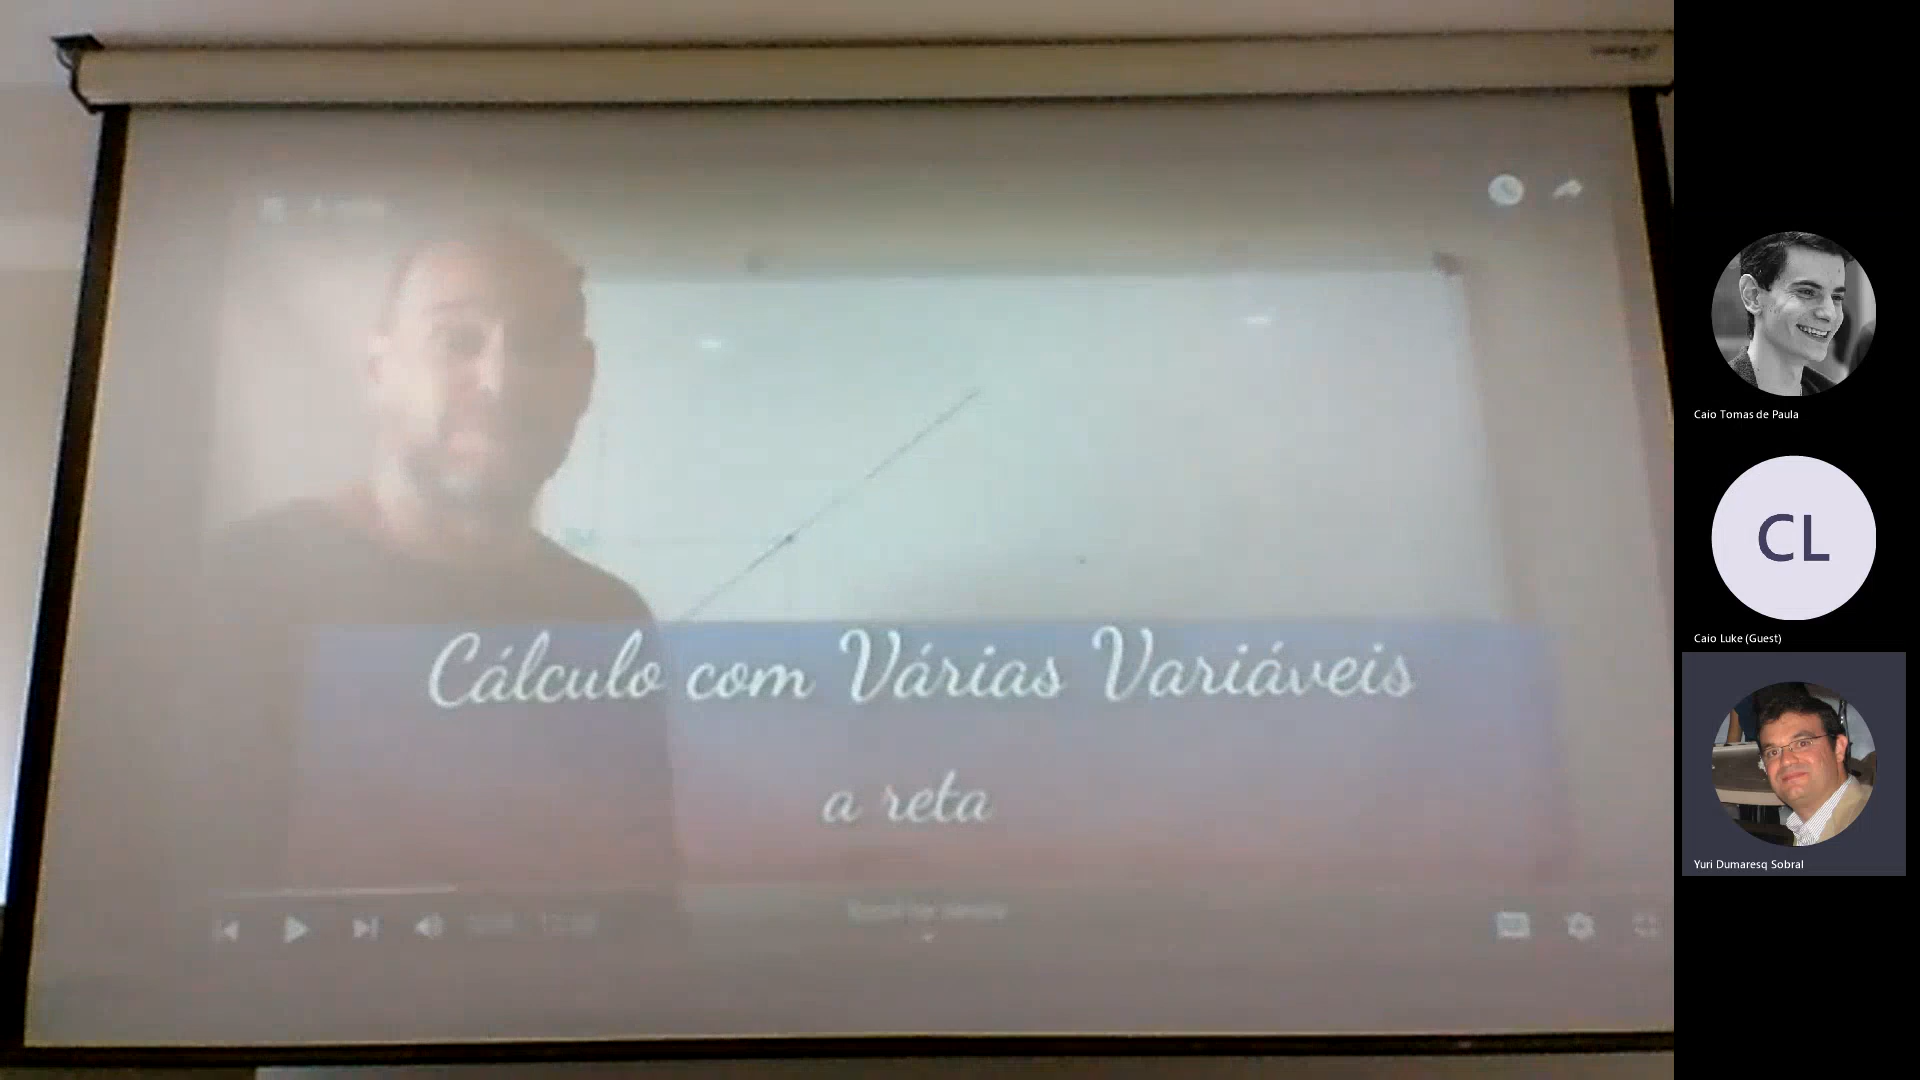 Cálculo com Várias Variáveis
a reta
Caio Tomas de Paula
CL
Caio Luke (Guest)
Yuri Dumaresq Sobral